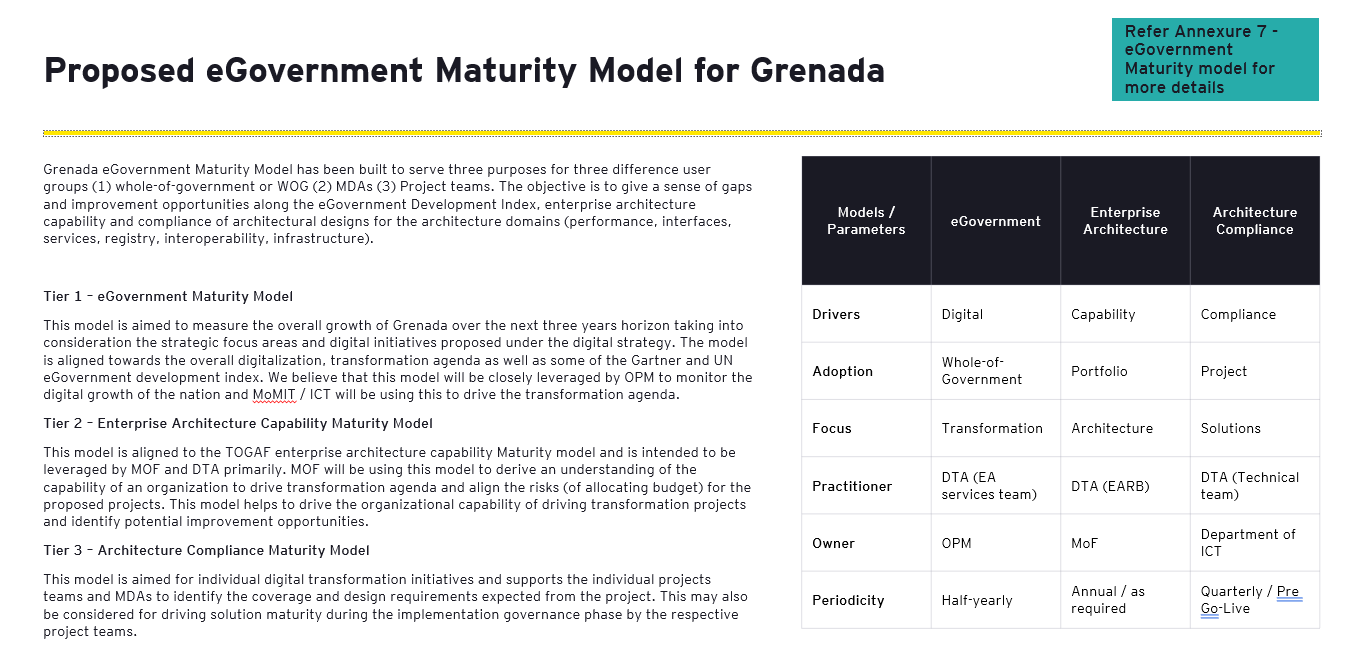 Refer Annexure 7 -
eGovernment
Maturity model for
more details
Proposed eGovernment Maturity Model for Grenada
Grenada eGovernment Maturity Model has been built to serve three purposes for three difference user
groups (1) whole-of-government or WOG (2) MDAs (3) Project teams. The objective is to give a sense of gaps
and improvement opportunities along the eGovernment Development Index, enterprise architecture
capability and compliance of architectural designs for the architecture domains (performance, interfaces,
services, registry, interoperability, infrastructure).
Tier 1 – eGovernment Maturity Model
This model is aimed to measure the overall growth of Grenada over the next three years horizon taking into
consideration the strategic focus areas and digital initiatives proposed under the digital strategy. The model
is aligned towards the overall digitalization, transformation agenda as well as some of the Gartner and UN
eGovernment development index. We believe that this model will be closely leveraged by OPM to monitor the
digital growth of the nation and MoMIT / ICT will be using this to drive the transformation agenda.
Tier 2 – Enterprise Architecture Capability Maturity Model
This model is aligned to the TOGAF enterprise architecture capability Maturity model and is intended to be
leveraged by MOF and DTA primarily. MOF will be using this model to derive an understanding of the
capability of an organization to drive transformation agenda and align the risks (of allocating budget) for the
proposed projects. This model helps to drive the organizational capability of driving transformation projects
and identify potential improvement opportunities.
Tier 3 – Architecture Compliance Maturity Model
This model is aimed for individual digital transformation initiatives and supports the individual projects
teams and MDAs to identify the coverage and design requirements expected from the project. This may also
be considered for driving solution maturity during the implementation governance phase by the respective
project teams.
Models /
Parameters
eGovernment
Enterprise
Architecture
Architecture
Compliance
Drivers
Digital
Capability
Compliance
Adoption
Whole-of-
Government
Portfolio
Project
Focus
Transformation
Architecture
Solutions
Practitioner
DTA (EA
services team)
DTA (EARB)
DTA (Technical
team)
Owner
OPM
MoF
Department of
ICT
Periodicity
Half-yearly
Annual / as
required
Quarterly / Pre
Go-Live